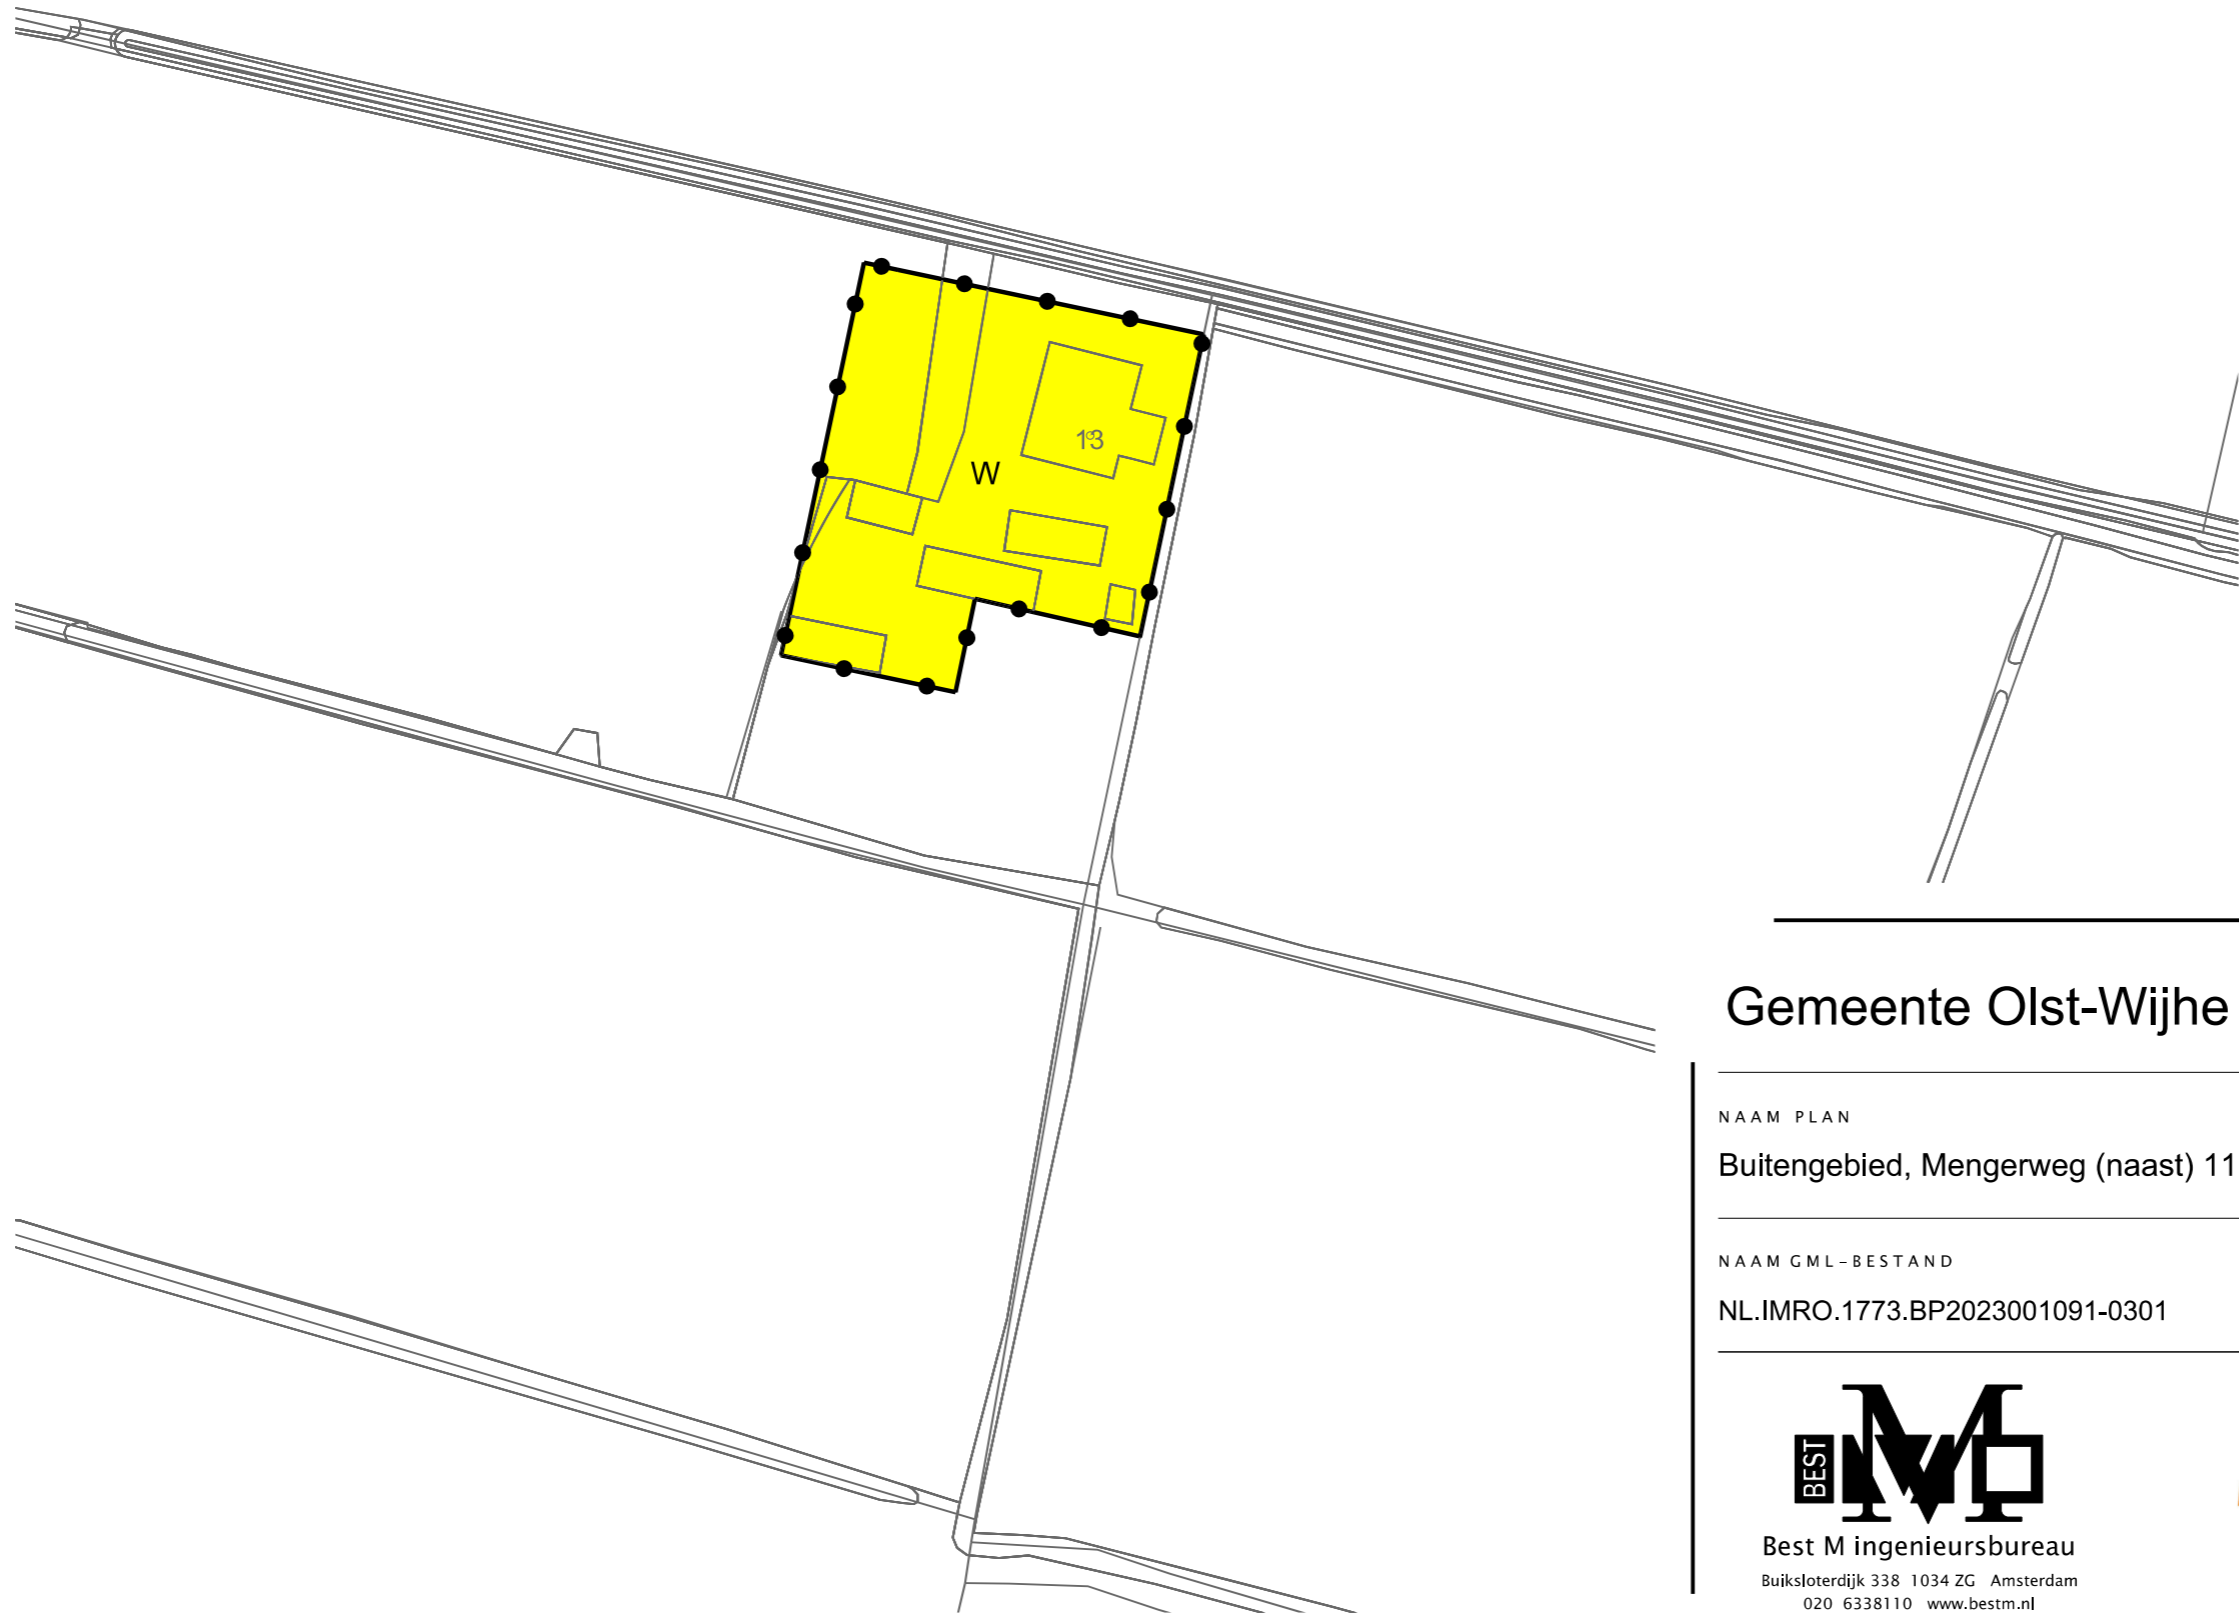 13
W
Gemeente Olst-Wijhe
NAAM PLAN
Buitengebied, Mengerweg (naast) 11
NAAM GML-BESTAND
NL.IMRO.1773.BP2023001091-0301
BEST
M
Best M ingenieursbureau
Buiksloterdijk 338 1034 ZG Amsterdam
020 6338110 www.bestm.nl